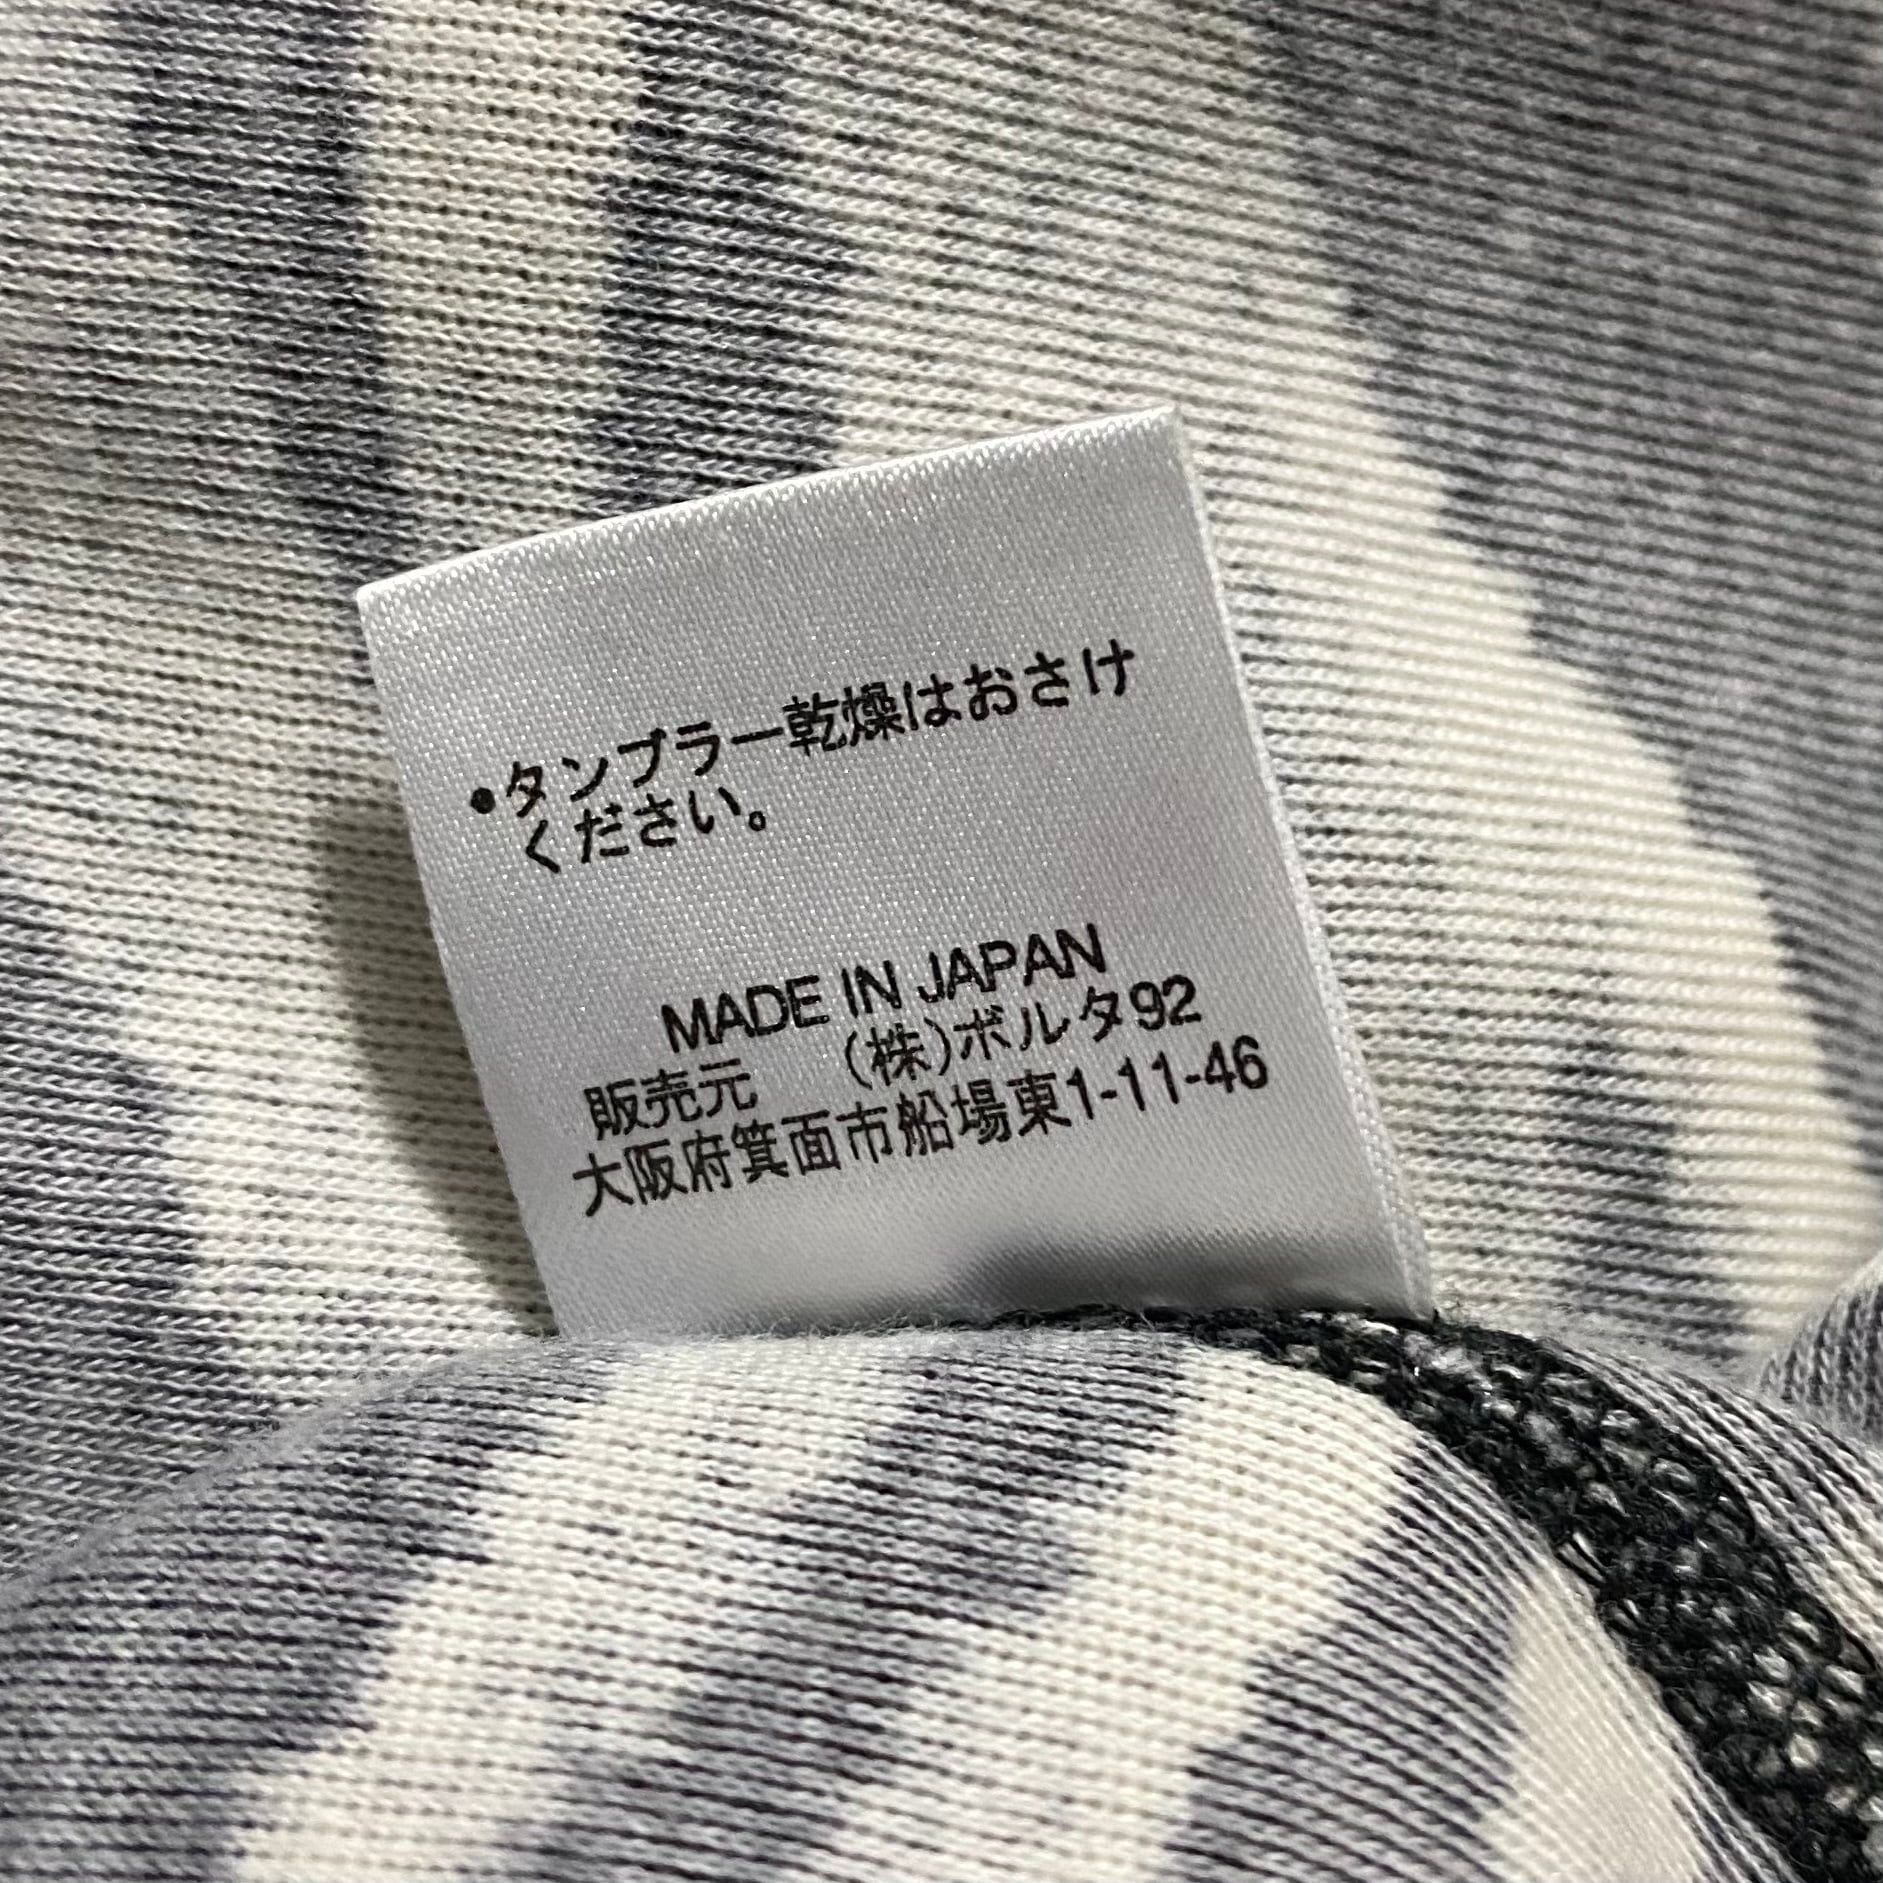 •タンブラー乾燥はおさけ
ください。
MADE IN JAPAN
販売元 (株)ボルタ92
大阪府箕面市船場東1-11-46